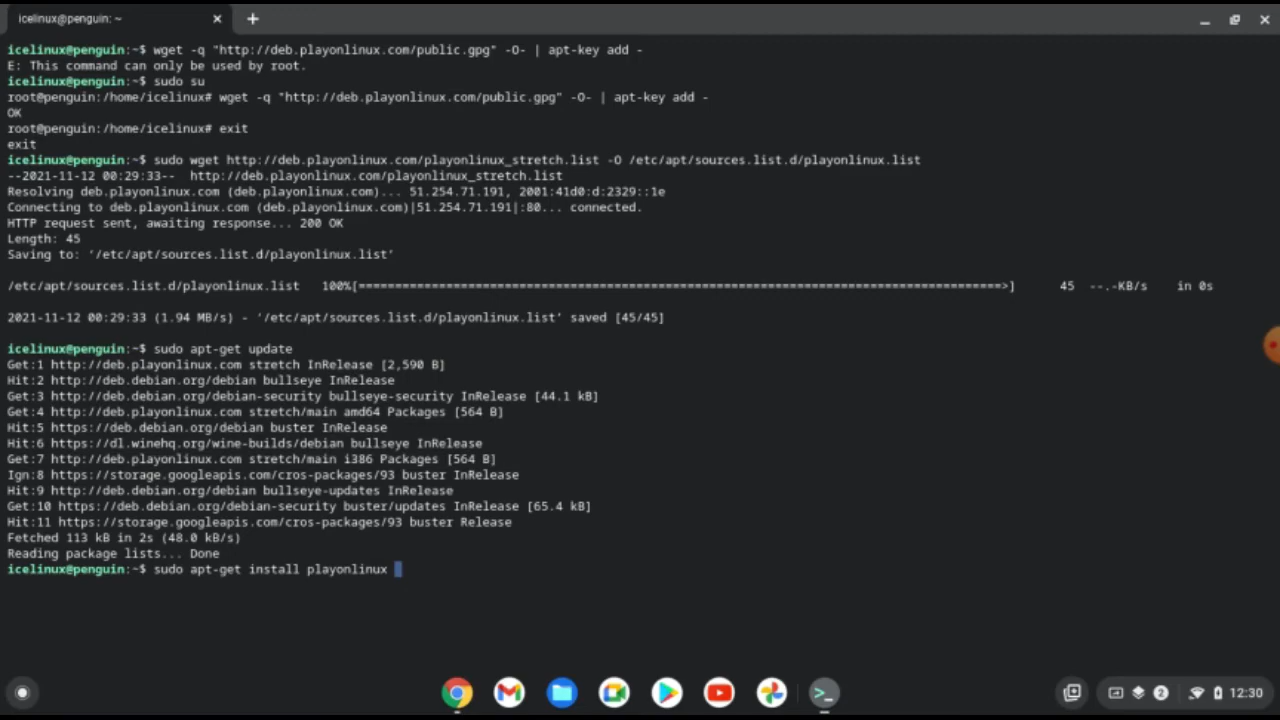 icelinux@penguin: ~
icelinux@penguin:~$ wget -q "http://deb.playonlinux.com/public.gpg" -O- | apt-key add -
E: This command can only be used by root.
icelinux@penguin:~$ sudo su
root@penguin:/home/icelinux# wget -q "http://deb.playonlinux.com/public.gpg" -O- | apt-key add -
OK
root@penguin:/home/icelinux# exit
exit
icelinux@penguin:~$ sudo wget http://deb.playonlinux.com/playonlinux_stretch.list -O /etc/apt/sources.list.d/playonlinux.list
--2021-11-12 00:29:33--  http://deb.playonlinux.com/playonlinux_stretch.list
Resolving deb.playonlinux.com (deb.playonlinux.com)... 51.254.71.191, 2001:41d0:d:2329::1e
Connecting to deb.playonlinux.com (deb.playonlinux.com)|51.254.71.191|:80... connected.
HTTP request sent, awaiting response... 200 OK
Length: 45
Saving to: ‘/etc/apt/sources.list.d/playonlinux.list’
/etc/apt/sources.list.d/playonlinux.list   100%[=======================================================================================>]      45  --.-KB/s    in 0s
2021-11-12 00:29:33 (1.94 MB/s) - ‘/etc/apt/sources.list.d/playonlinux.list’ saved [45/45]
icelinux@penguin:~$ sudo apt-get update
Get:1 http://deb.playonlinux.com stretch InRelease [2,590 B]
Hit:2 http://deb.debian.org/debian bullseye InRelease
Get:3 http://deb.debian.org/debian-security bullseye-security InRelease [44.1 kB]
Get:4 http://deb.playonlinux.com stretch/main amd64 Packages [564 B]
Hit:5 https://deb.debian.org/debian buster InRelease
Hit:6 https://dl.winehq.org/wine-builds/debian bullseye InRelease
Get:7 http://deb.playonlinux.com stretch/main i386 Packages [564 B]
Ign:8 https://storage.googleapis.com/cros-packages/93 buster InRelease
Hit:9 http://deb.debian.org/debian bullseye-updates InRelease
Get:10 https://deb.debian.org/debian-security buster/updates InRelease [65.4 kB]
Hit:11 https://storage.googleapis.com/cros-packages/93 buster Release
Fetched 113 kB in 2s (48.0 kB/s)
Reading package lists... Done
icelinux@penguin:~$ sudo apt-get install playonlinux
2 12:30